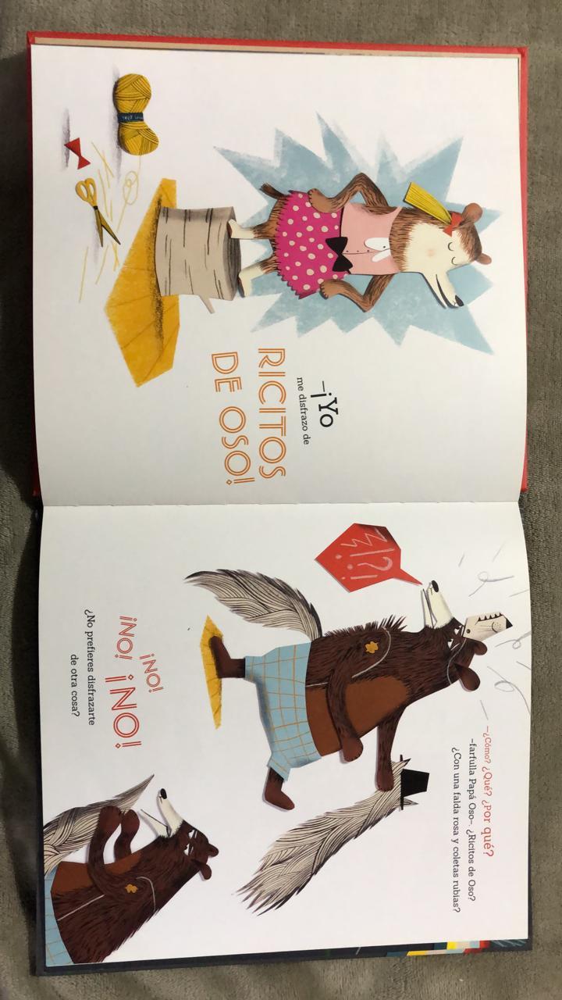 –¡Yo
me disfrazo de
RICITOS
DE OSO!
–¿Cómo? ¿Qué? ¿Por qué?
–farfulla Papá Oso–. ¿Ricitos de Oso?
¿Con una falda rosa y coletas rubias?
¡NO!
¡NO! ¡NO!
¿No prefieres disfrazarte
de otra cosa?